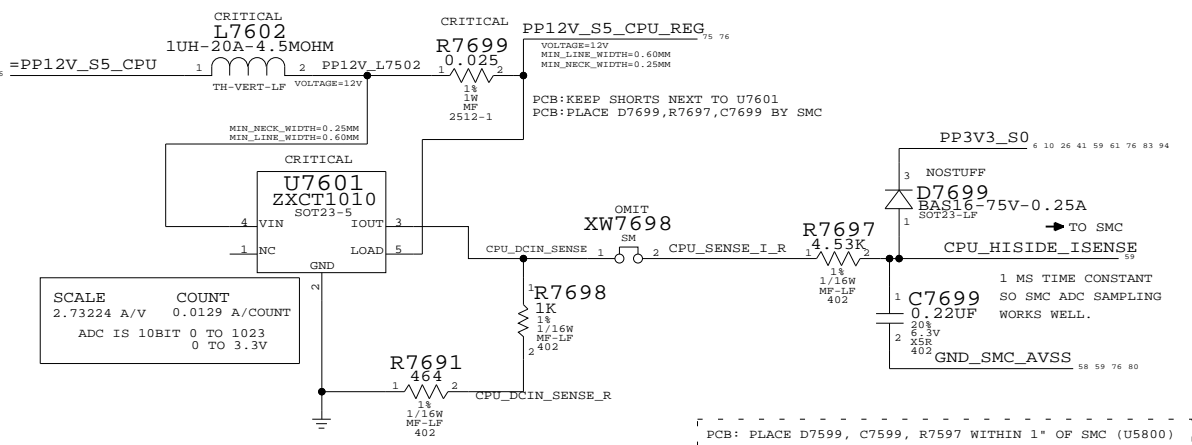 CRITICAL
L7602
1UH-20A-4.5MOHM
=PP12V_S5_CPU
1
2
TH-VERT-LF
PP12V_L7502
VOLTAGE=12V
CRITICAL
R7699
0.025
1
2
1%
1W
MF
2512-1
PP12V_S5_CPU_REG
75 76
VOLTAGE=12V
MIN_LINE_WIDTH=0.60MM
MIN_NECK_WIDTH=0.25MM
PCB:KEEP SHORTS NEXT TO U7601
PCB:PLACE D7699,R7697,C7699 BY SMC
MIN_NECK_WIDTH=0.25MM
MIN_LINE_WIDTH=0.60MM
CRITICAL
U7601
ZXCT1010
SOT23-5
4 VIN
IOUT 3
1 NC
LOAD 5
GND
2
PP3V3_S0
6 10 26 41 59 61 76 83 94
3
NOSTUFF
D7699
BAS16-75V-0.25A
SOT23-LF
1
TO SMC
OMIT
XW7698
SM
CPU_DCIN_SENSE
1
2
CPU_SENSE_I_R
R7697
4.53K
1
2
1%
1/16W
MF-LF
402
CPU_HISIDE_ISENSE
59
1 MS TIME CONSTANT
SO SMC ADC SAMPLING
WORKS WELL.
1
C7699
0.22UF
20%
6.3V
X5R
402
2
GND_SMC_AVSS
58 59 76 80
SCALE COUNT
2.73224 A/V 0.0129 A/COUNT
ADC IS 10BIT 0 TO 1023
0 TO 3.3V
1
R7698
1K
1%
1/16W
MF-LF
402
2
R7691
464
1
2
1%
1/16W
MF-LF
402
CPU_DCIN_SENSE_R
PCB: PLACE D7599, C7599, R7597 WITHIN 1" OF SMC (U5800)